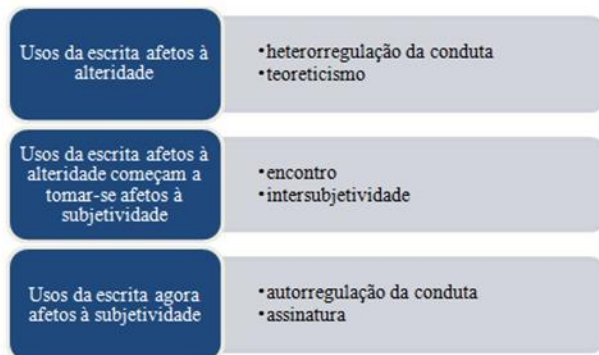 Usos da escrita afetos à
alteridade
•heterorregulação da conduta
•teoreticismo
Usos da escrita afetos à
alteridade começam a
tomar-se afetos à
subjetividade
•encontro
•intersubjetividade
Usos da escrita agora
afetos à subjetividade
•autorregulação da conduta
•assinatura